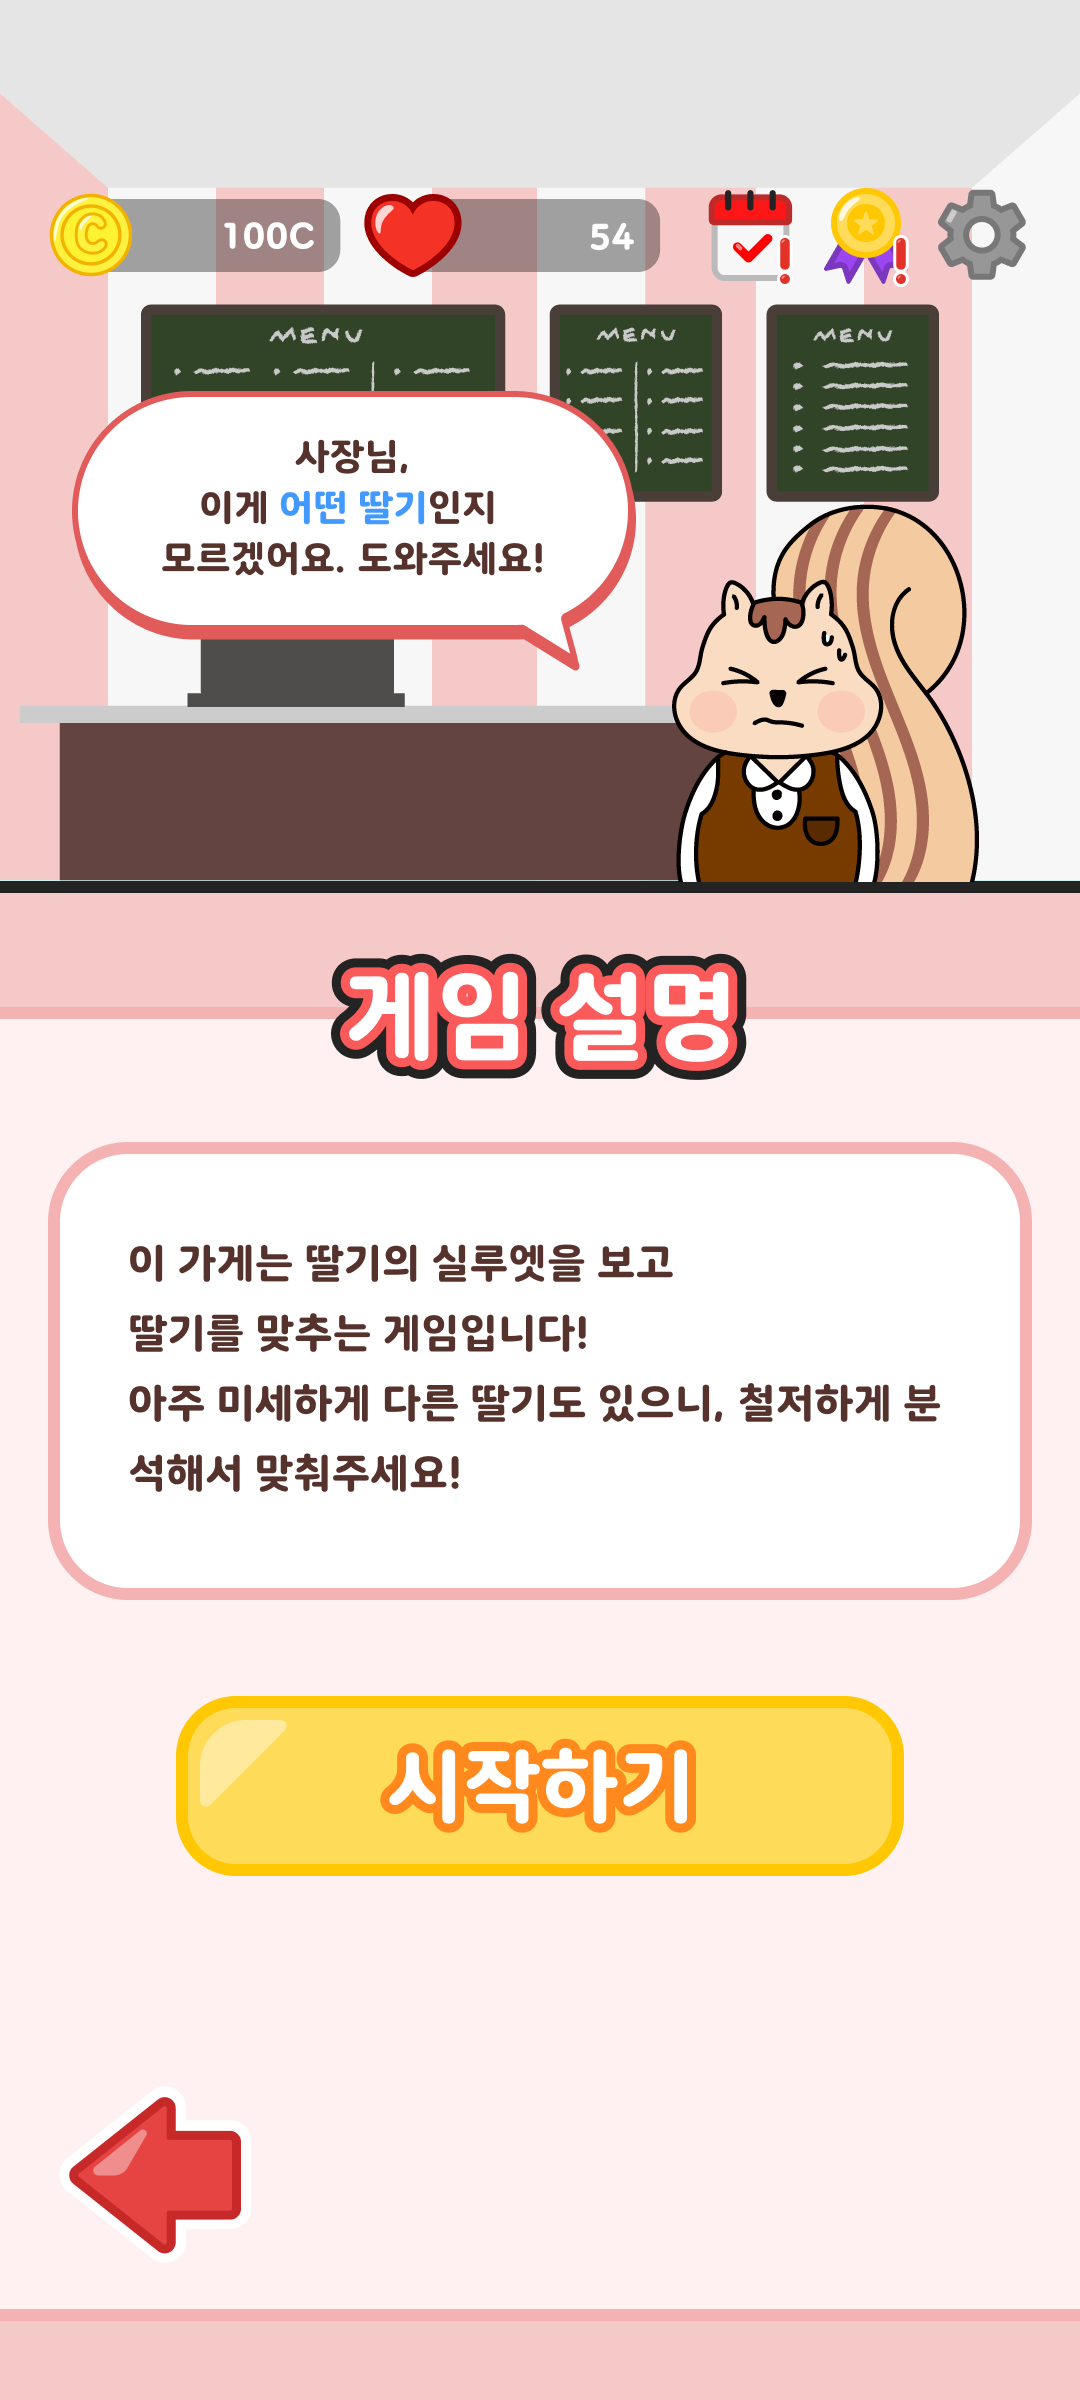 100C
54
MENU
MENU
MENU
사장님,
이게 어떤 딸기인지
모르겠어요. 도와주세요!
게임 설명
이 가게는 딸기의 실루엣을 보고
딸기를 맞추는 게임입니다!
아주 미세하게 다른 딸기도 있으니, 철저하게 분
석해서 맞춰주세요!
시작하기